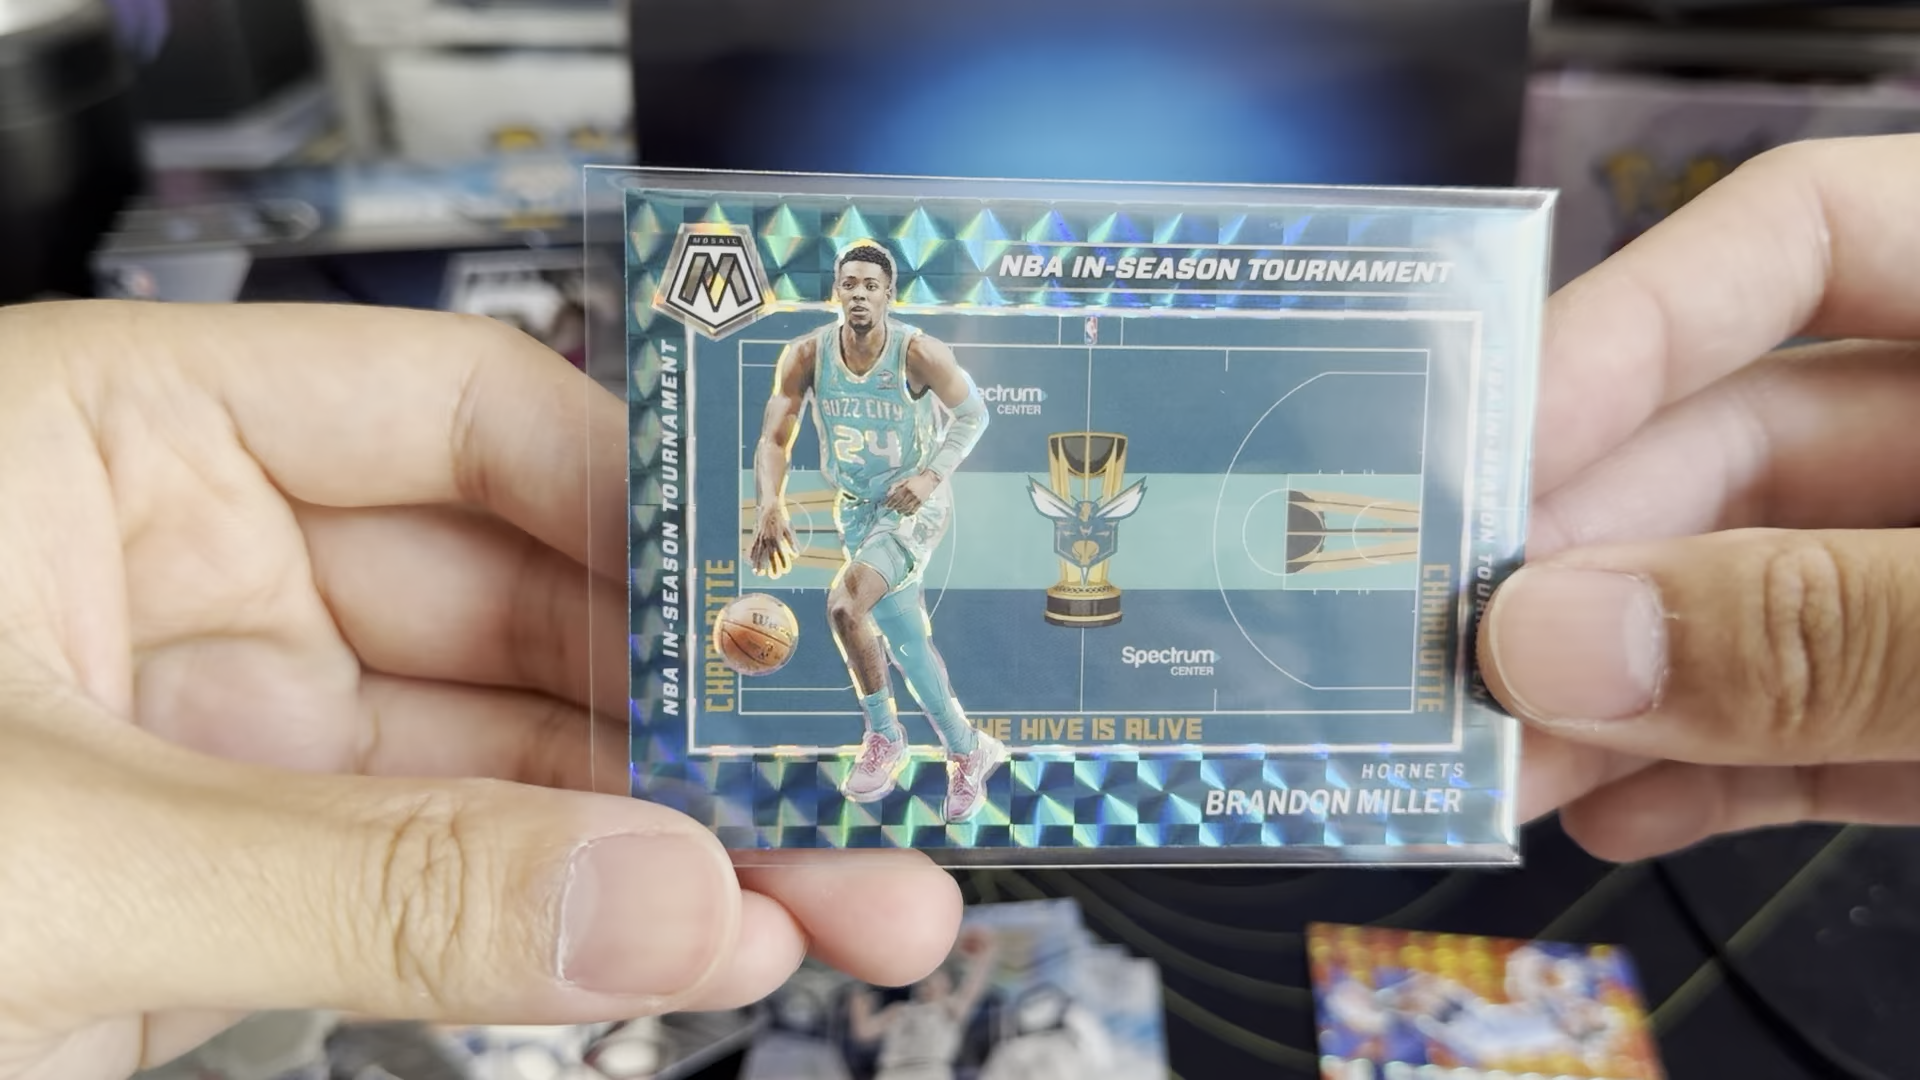 MOSAIC
NBA IN-SEASON TOURNAMENT
NBA IN-SEASON TOURNAMENT
Spectrum
CENTER
BUZZ CITY
24
CHARLOTTE
CHARLOTTE
Spectrum
CENTER
HE HIVE IS ALIVE
HORNETS
BRANDON MILLER